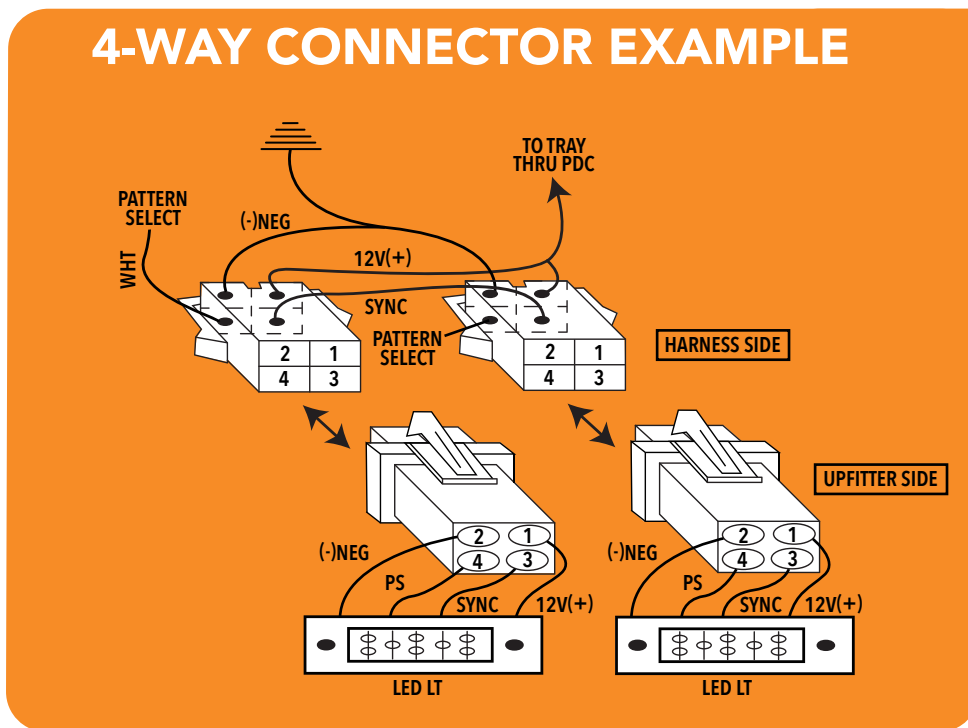 4-WAY CONNECTOR EXAMPLE
TO TRAY
THRU PDC
PATTERN
SELECT
(-)NEG
WHT
12V(+)
SYNC
PATTERN
SELECT
2 1
4 3
2 1
4 3
HARNESS SIDE
UPFITTER SIDE
2 1
4 3
(-)NEG
PS
SYNC
12V(+)
LED LT
2 1
4 3
(-)NEG
PS
SYNC
12V(+)
LED LT